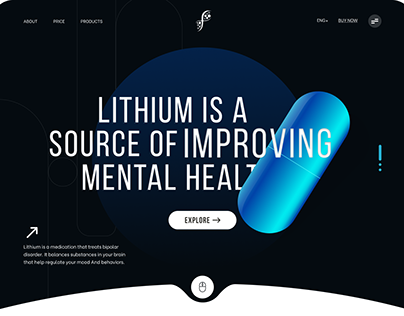 ABOUT PRICE PRODUCTS ENG BUY NOW
LITHIUM IS A
SOURCE OF IMPROVING
MENTAL HEALT
EXPLORE
Lithium is a medication that treats bipolar
disorder. It balances substances in your brain
that help regulate your mood And behaviors.